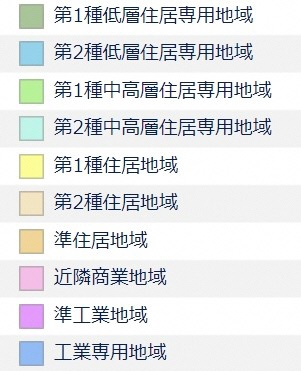 第1種低層住居専用地域
第2種低層住居専用地域
第1種中高層住居専用地域
第2種中高層住居専用地域
第1種住居地域
第2種住居地域
準住居地域
近隣商業地域
準工業地域
工業専用地域